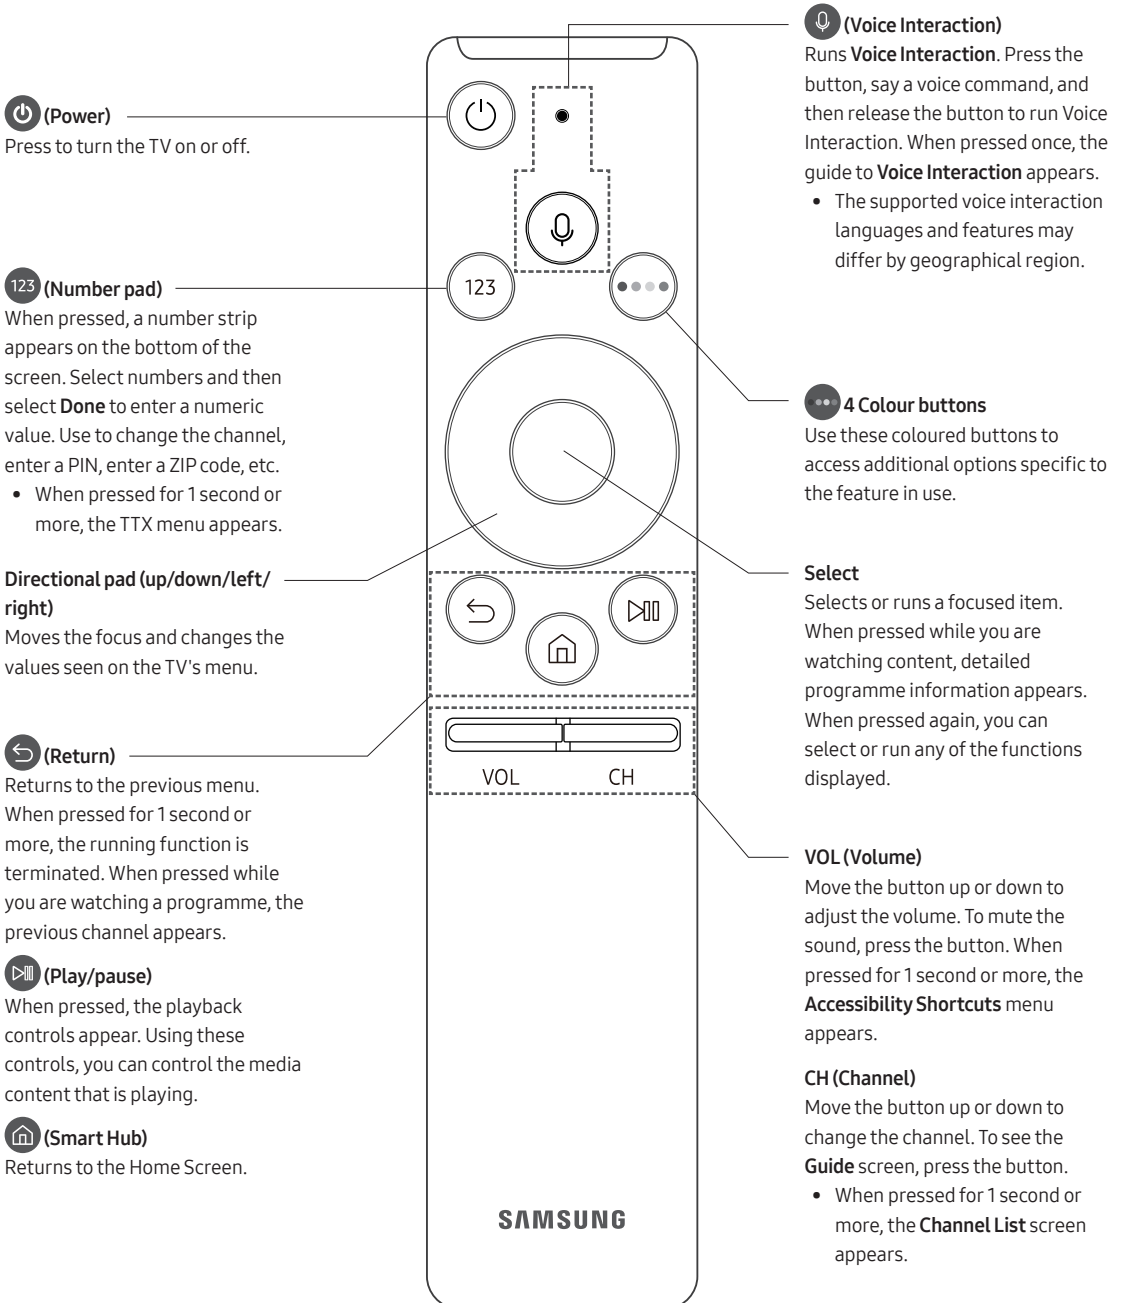 (Power)
Press to turn the TV on or off.
123 (Number pad)
When pressed, a number strip
appears on the bottom of the
screen. Select numbers and then
select Done to enter a numeric
value. Use to change the channel,
enter a PIN, enter a ZIP code, etc.
• When pressed for 1 second or
more, the TTX menu appears.
Directional pad (up/down/left/
right)
Moves the focus and changes the
values seen on the TV's menu.
(Return)
Returns to the previous menu.
When pressed for 1 second or
more, the running function is
terminated. When pressed while
you are watching a programme, the
previous channel appears.
(Play/pause)
When pressed, the playback
controls appear. Using these
controls, you can control the media
content that is playing.
(Smart Hub)
Returns to the Home Screen.
123
VOL CH
SAMSUNG
(Voice Interaction)
Runs Voice Interaction. Press the
button, say a voice command, and
then release the button to run Voice
Interaction. When pressed once, the
guide to Voice Interaction appears.
• The supported voice interaction
languages and features may
differ by geographical region.
4 Colour buttons
Use these coloured buttons to
access additional options specific to
the feature in use.
Select
Selects or runs a focused item.
When pressed while you are
watching content, detailed
programme information appears.
When pressed again, you can
select or run any of the functions
displayed.
VOL (Volume)
Move the button up or down to
adjust the volume. To mute the
sound, press the button. When
pressed for 1 second or more, the
Accessibility Shortcuts menu
appears.
CH (Channel)
Move the button up or down to
change the channel. To see the
Guide screen, press the button.
• When pressed for 1 second or
more, the Channel List screen
appears.